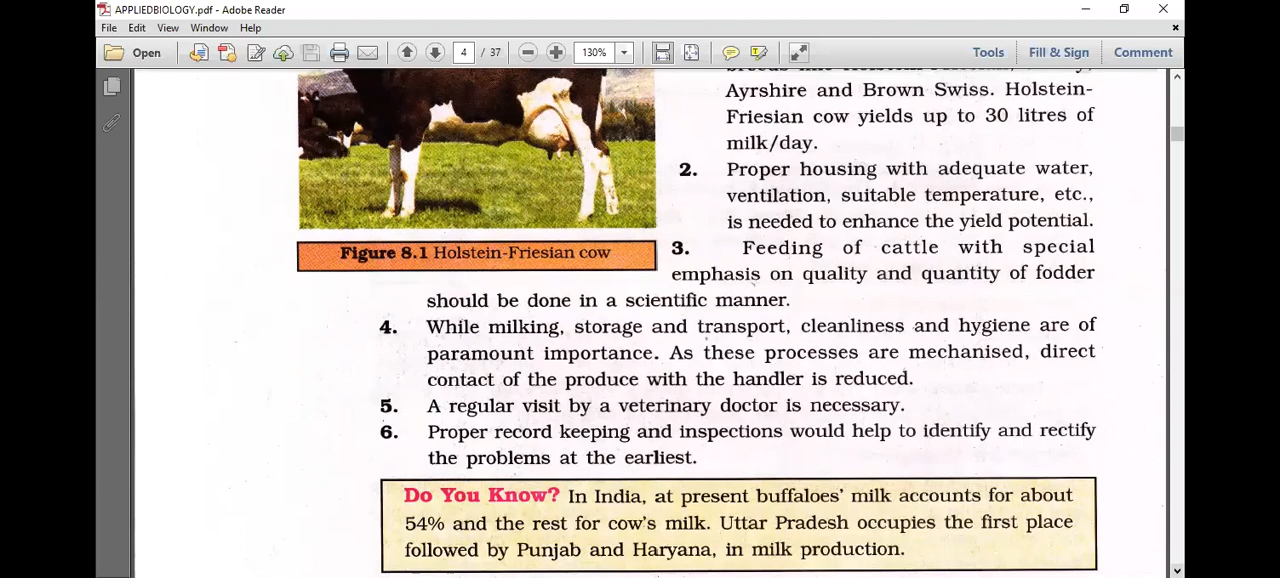 APPLIEDBIOLOGY.pdf - Adobe Reader
File Edit View Window Help
Open 4 / 37 130% Tools Fill & Sign Comment
Ayrshire and Brown Swiss. Holstein-
Friesian cow yields up to 30 litres of
milk/day.
2. Proper housing with adequate water,
ventilation, suitable temperature, etc.,
is needed to enhance the yield potential.
Figure 8.1 Holstein-Friesian cow
3. Feeding of cattle with special
emphasis on quality and quantity of fodder
should be done in a scientific manner.
4. While milking, storage and transport, cleanliness and hygiene are of
paramount importance. As these processes are mechanised, direct
contact of the produce with the handler is reduced.
5. A regular visit by a veterinary doctor is necessary.
6. Proper record keeping and inspections would help to identify and rectify
the problems at the earliest.
Do You Know? In India, at present buffaloes' milk accounts for about
54% and the rest for cow's milk. Uttar Pradesh occupies the first place
followed by Punjab and Haryana, in milk production.